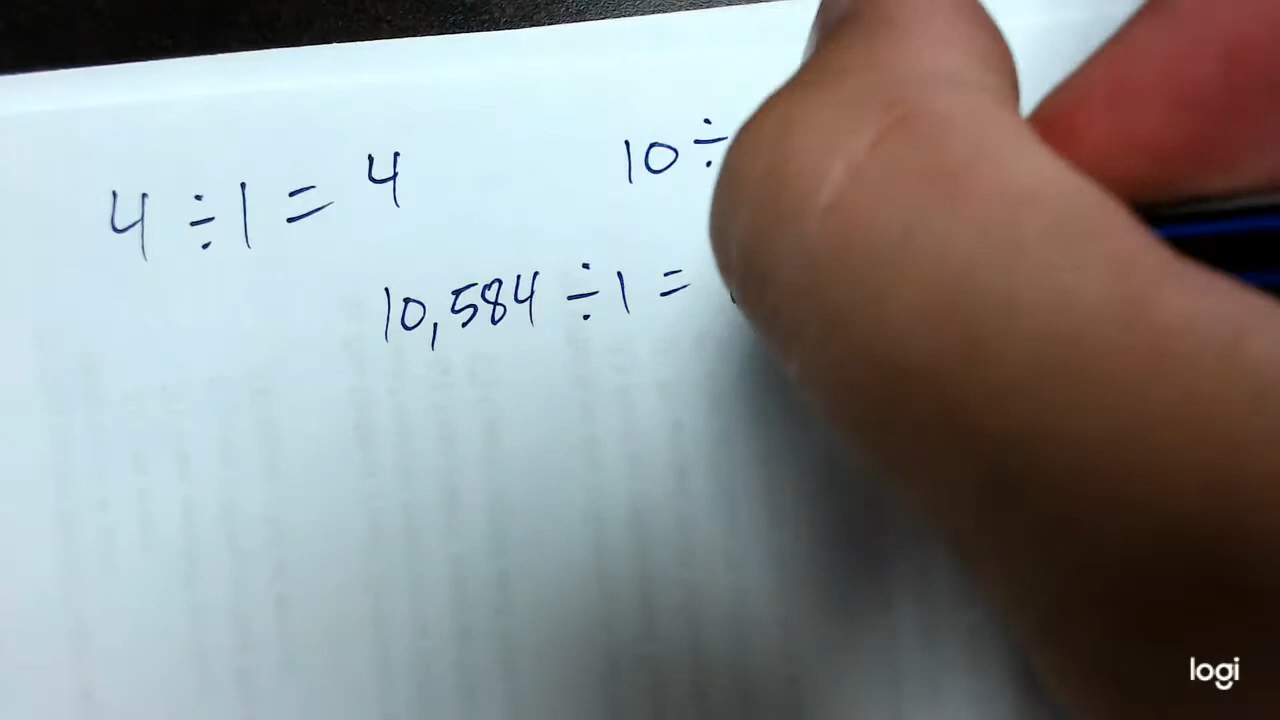 4 ÷ 1 = 4
10 ÷
10,584 ÷ 1 =
logi